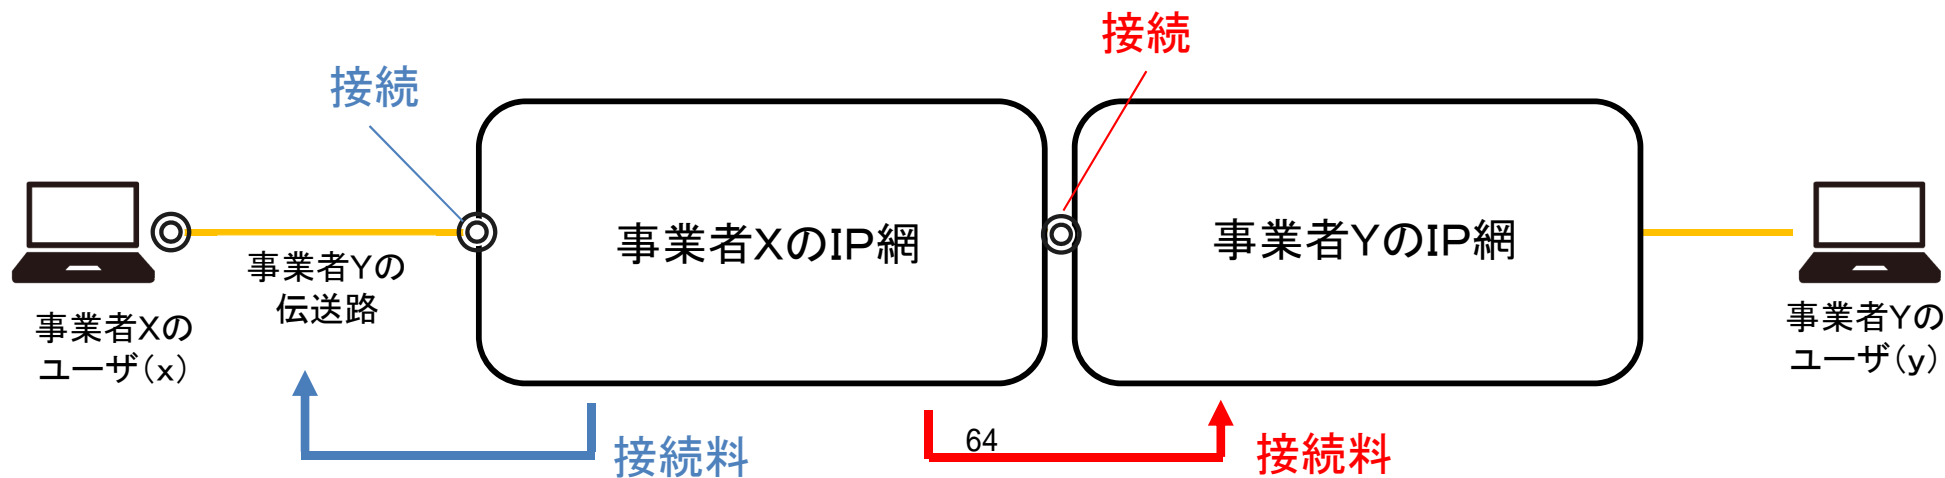 接続
接続
事業者XのIP網
事業者YのIP網
事業者Yの
伝送路
事業者Xの
ユーザ(x)
事業者Yの
ユーザ(y)
接続料
64
接続料